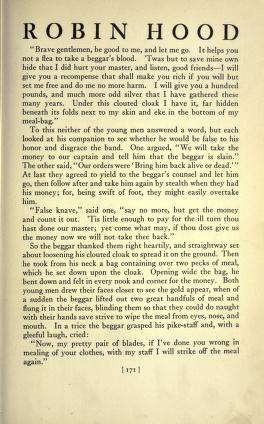 ROBIN HOOD
"Brave gentlemen, be good to me, and let me go. It helps you
not a flea to take a beggar's blood. 'Twas but to save mine own
hide that I did hurt your master, and listen, good friends—I will
give you a recompense that shall make you rich if you will but
set me free and do me no more harm. I will give you a hundred
pounds, and much more odd silver that I have gathered these
many years. Under this clouted cloak I have it, far hidden
beneath its folds next to my skin and eke in the bottom of my
meal-bag."
To this neither of the young men answered a word, but each
looked at his companion to see whether he would be false to his
honor and disgrace the band. One argued, "We will take the
money to our captain and tell him that the beggar is slain."
The other said, "Our orders were 'Bring him back alive or dead.'"
At last they agreed to yield to the beggar's counsel and let him
go, then follow after and take him again by stealth when they had
his money; for, being swift of foot, they might easily overtake
him.
"False knave," said one, "say no more, but get the money
and count it out. 'Tis little enough to pay for the ill turn thou
hast done our master; yet come what may, if thou dost give us
the money now we will not take thee back."
So the beggar thanked them right heartily, and straightway set
about loosening his clouted cloak to spread it on the ground. Then
he took from his neck a bag containing over two pecks of meal,
which he set down upon the cloak. Opening wide the bag, he
bent down and felt in every nook and corner for the money. Both
young men drew their faces closer to see the gold appear, when of
a sudden the beggar lifted out two great handfuls of meal and
flung it in their faces, blinding them so that they could do naught
with their hands save strive to wipe the meal from eyes, nose, and
mouth. In a trice the beggar grasped his pike-staff and, with a
gleeful laugh, cried:
"Now, my pretty pair of blades, if I've done you wrong in
mealing of your clothes, with my staff I will strike off the meal
again."
[171]